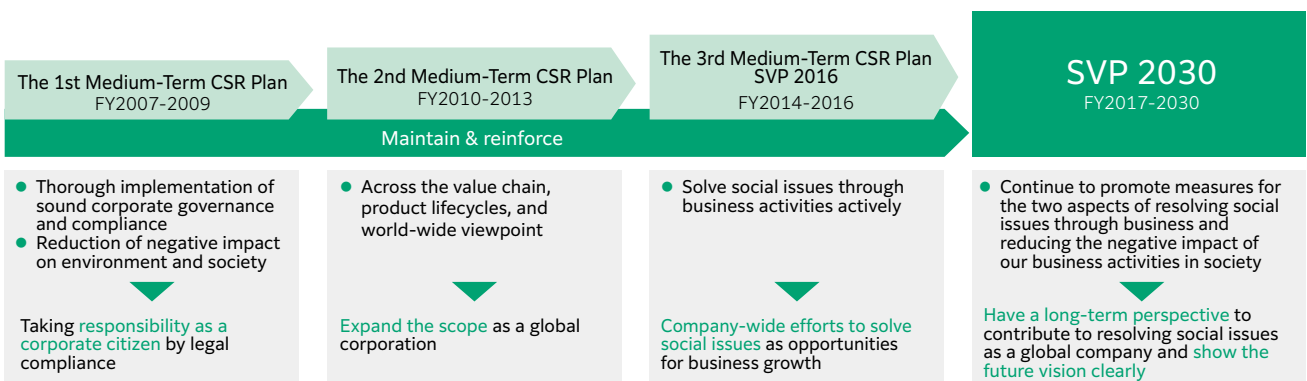 The 1st Medium-Term CSR Plan
FY2007-2009
The 2nd Medium-Term CSR Plan
FY2010-2013
The 3rd Medium-Term CSR Plan
SVP 2016
FY2014-2016
SVP 2030
FY2017-2030
Maintain & reinforce
● Thorough implementation of
sound corporate governance
and compliance
● Reduction of negative impact
on environment and society
Taking responsibility as a
corporate citizen by legal
compliance
● Across the value chain,
product lifecycles, and
world-wide viewpoint
Expand the scope as a global
corporation
● Solve social issues through
business activities actively
Company-wide efforts to solve
social issues as opportunities
for business growth
● Continue to promote measures for
the two aspects of resolving social
issues through business and
reducing the negative impact of
our business activities in society
Have a long-term perspective to
contribute to resolving social issues
as a global company and show the
future vision clearly